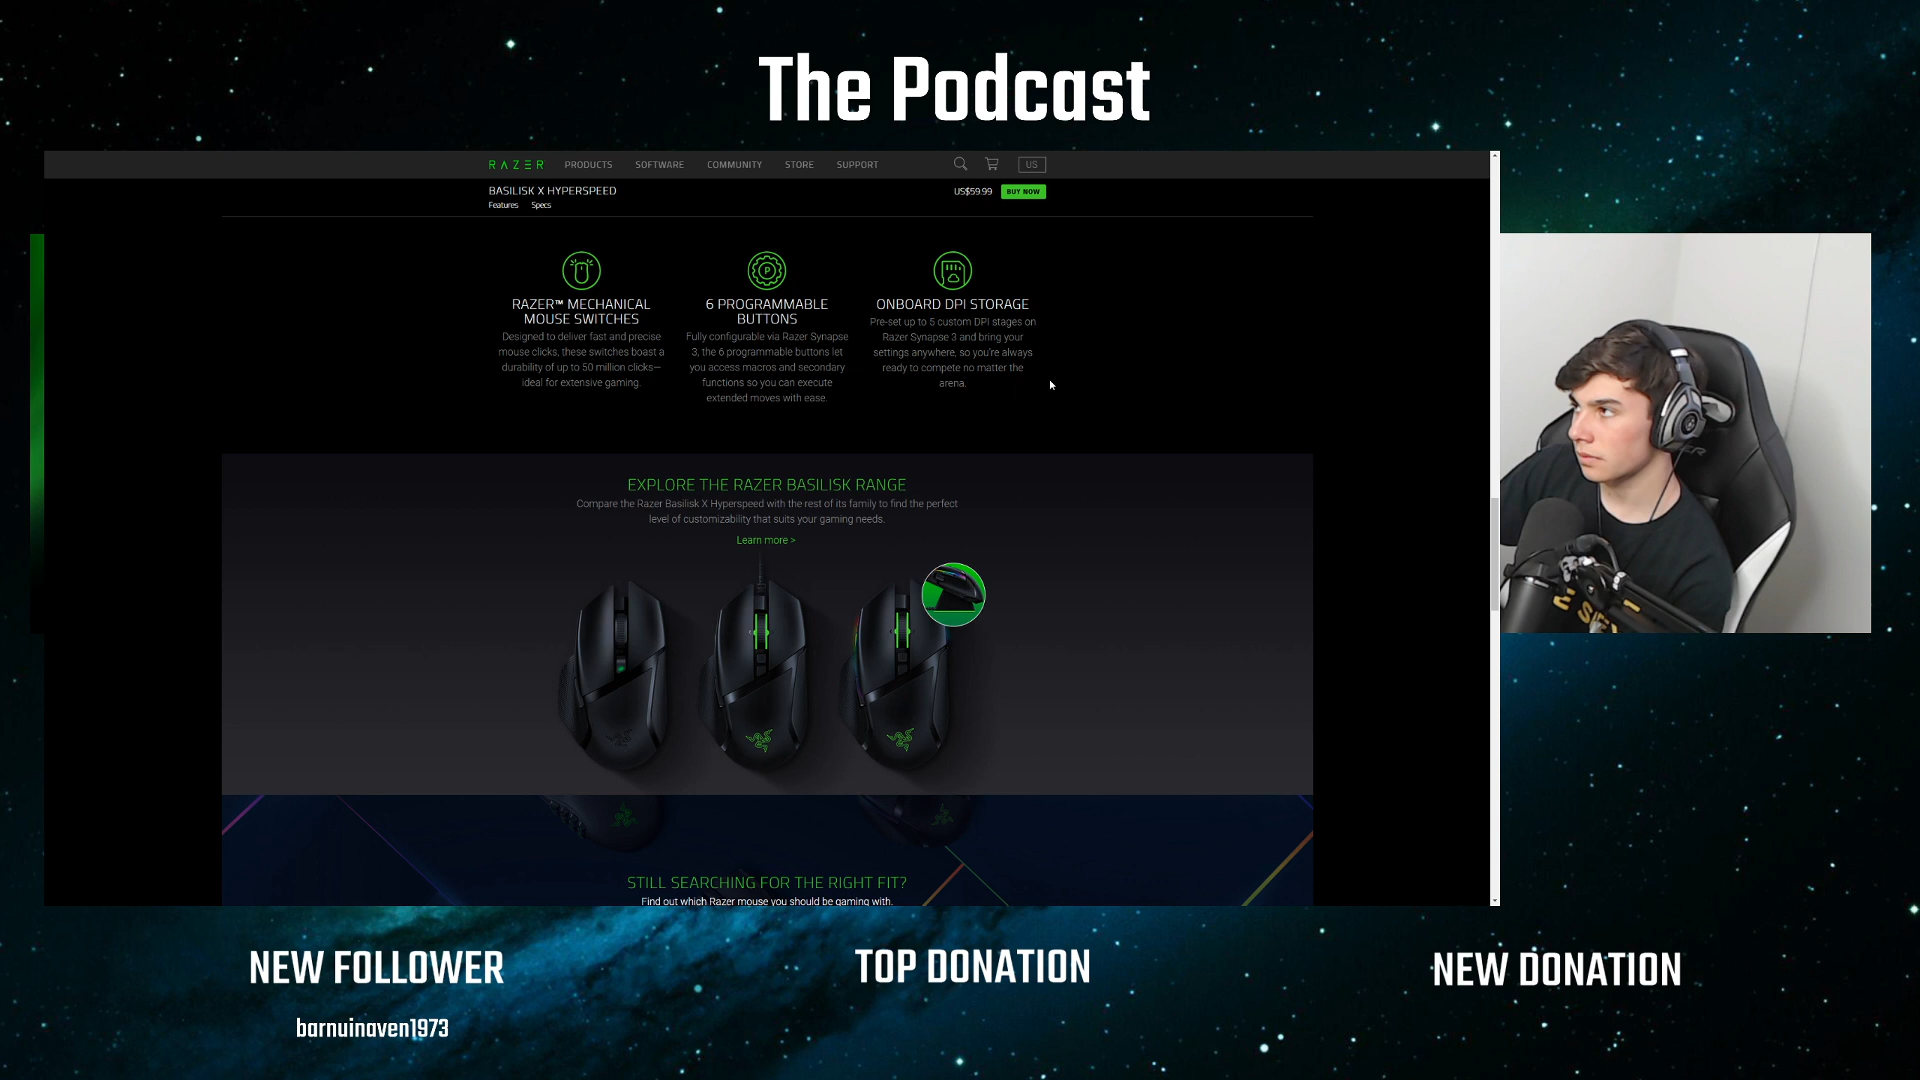 The Podcast
RAZER PRODUCTS SOFTWARE COMMUNITY STORE SUPPORT US
BASILISK X HYPERSPEED US$59.99 BUY NOW
Features Specs
RAZER™ MECHANICAL
MOUSE SWITCHES
Designed to deliver fast and precise
mouse clicks, these switches boast a
durability of up to 50 million clicks—
ideal for extensive gaming.
6 PROGRAMMABLE
BUTTONS
Fully configurable via Razer Synapse
3, the 6 programmable buttons let
you access macros and secondary
functions so you can execute
extended moves with ease.
ONBOARD DPI STORAGE
Pre-set up to 5 custom DPI stages on
Razer Synapse 3 and bring your
settings anywhere, so you're always
ready to compete no matter the
arena.
EXPLORE THE RAZER BASILISK RANGE
Compare the Razer Basilisk X Hyperspeed with the rest of its family to find the perfect
level of customizability that suits your gaming needs.
Learn more >
STILL SEARCHING FOR THE RIGHT FIT?
Find out which Razer mouse you should be gaming with.
NEW FOLLOWER
barnuinaven1973
TOP DONATION
NEW DONATION